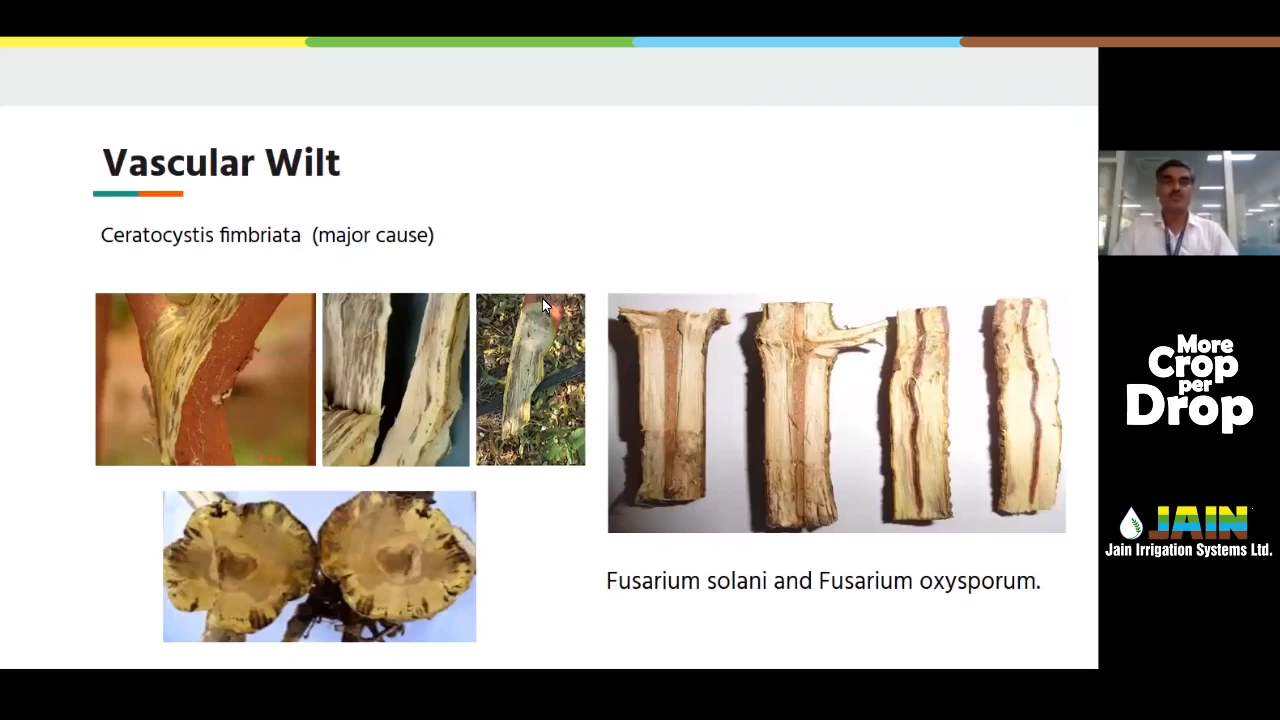 Vascular Wilt
Ceratocystis fimbriata (major cause)
Fusarium solani and Fusarium oxysporum.
More
Crop
per
Drop
JAIN
Jain Irrigation Systems Ltd.